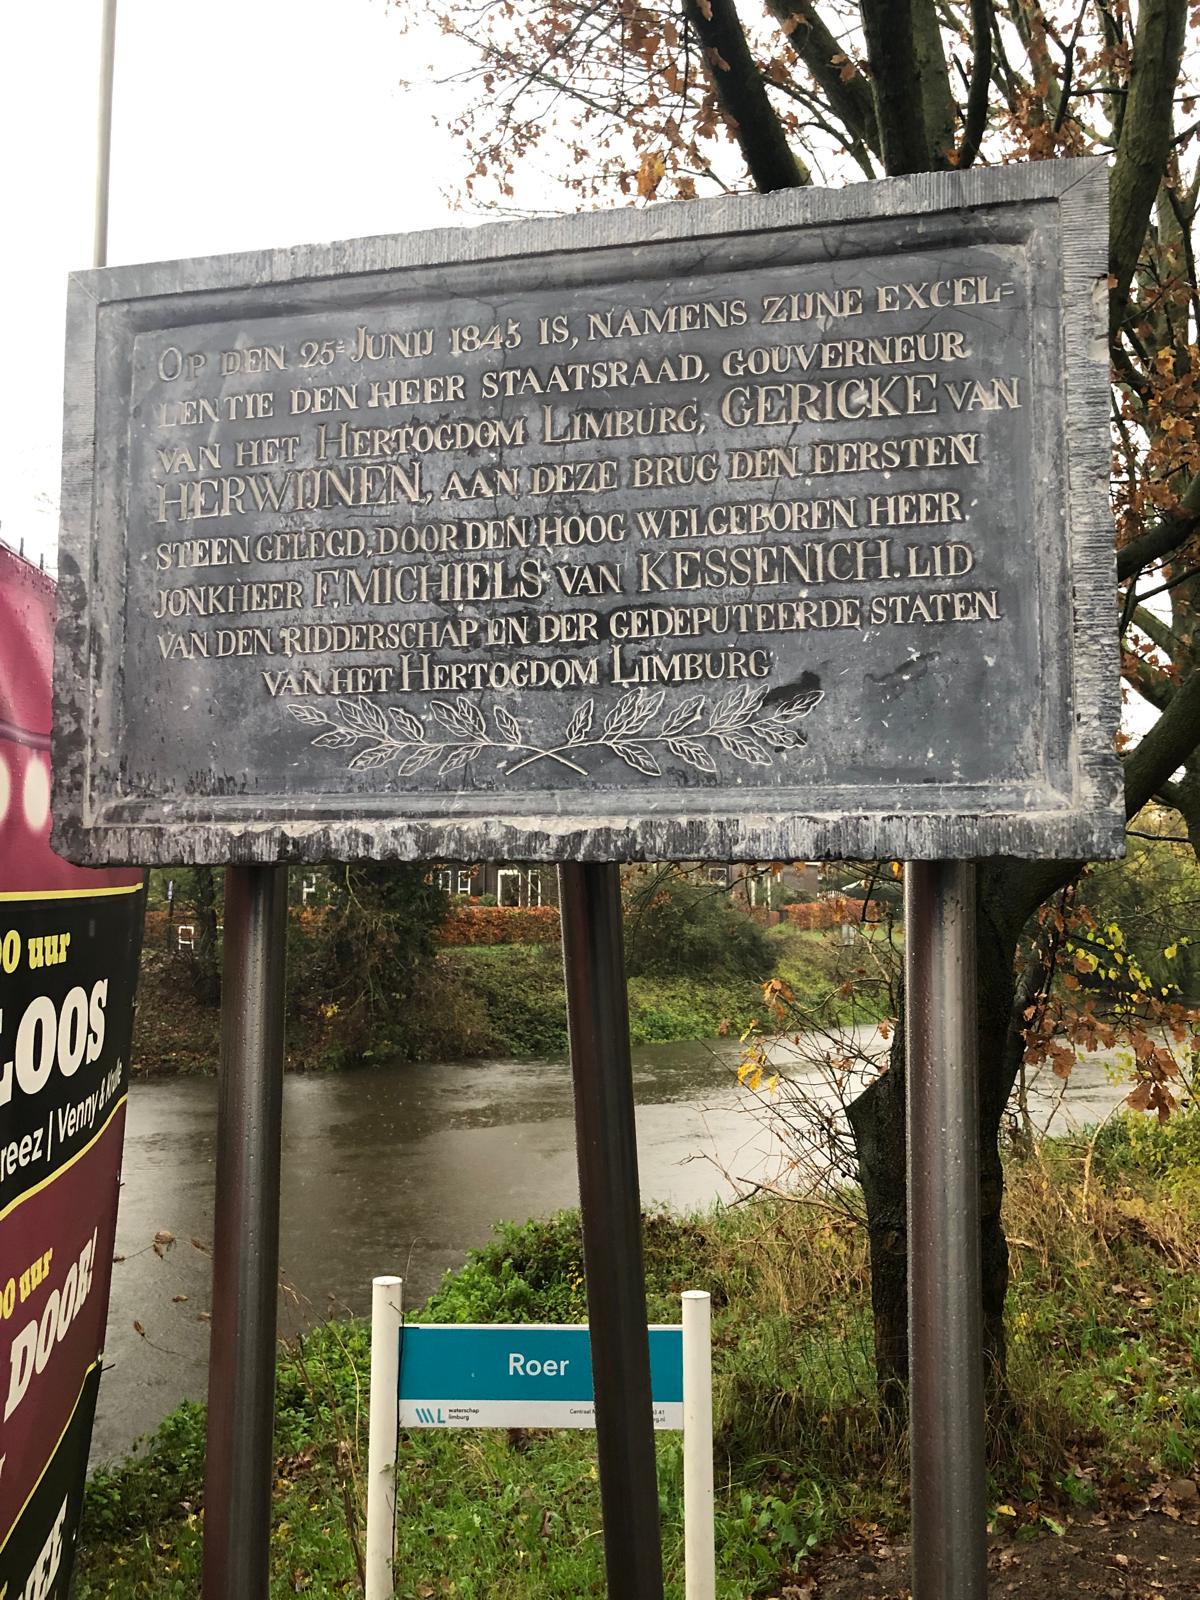 OP DEN 25ᵉ JUNIJ 1845 IS, NAMENS ZIJNE EXCEL=
LENTIE DEN HEER STAATSRAAD, GOUVERNEUR
VAN HET HERTOGDOM LIMBURG, GERICKE VAN
HERWIJNEN, AAN DEZE BRUG DEN EERSTEN
STEEN GELEGD, DOOR DEN HOOG WELGEBOREN HEER
JONKHEER F. MICHIELS VAN KESSENICH. LID
VAN DEN RIDDERSCHAP EN DER GEDEPUTEERDE STATEN
VAN HET HERTOGDOM LIMBURG
00 uur
LOOS
reez | Venny &
00 uur
DOOR!
Roer
waterschap
limburg